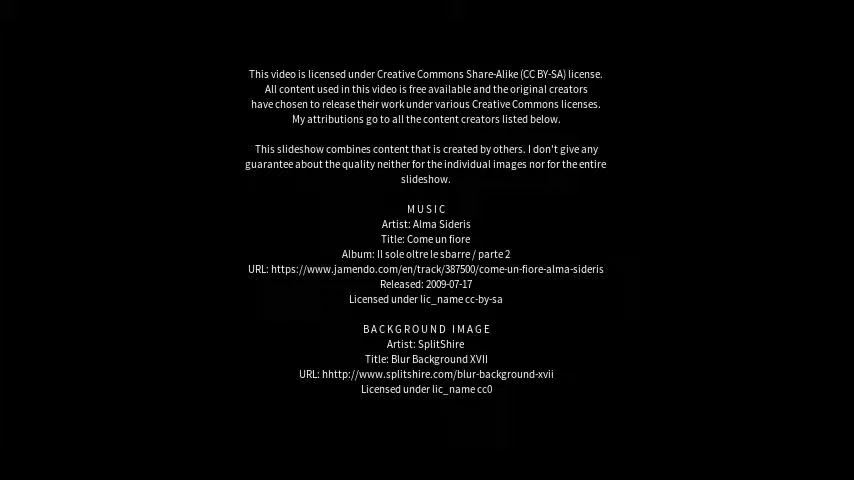 This video is licensed under Creative Commons Share-Alike (CC BY-SA) license.
All content used in this video is free available and the original creators
have chosen to release their work under various Creative Commons licenses.
My attributions go to all the content creators listed below.
This slideshow combines content that is created by others. I don't give any
guarantee about the quality neither for the individual images nor for the entire
slideshow.
MUSIC
Artist: Alma Sideris
Title: Come un fiore
Album: Il sole oltre le sbarre / parte 2
URL: https://www.jamendo.com/en/track/387500/come-un-fiore-alma-sideris
Released: 2009-07-17
Licensed under lic_name cc-by-sa
BACKGROUND IMAGE
Artist: SplitShire
Title: Blur Background XVII
URL: hhttp://www.splitshire.com/blur-background-xvii
Licensed under lic_name cc0